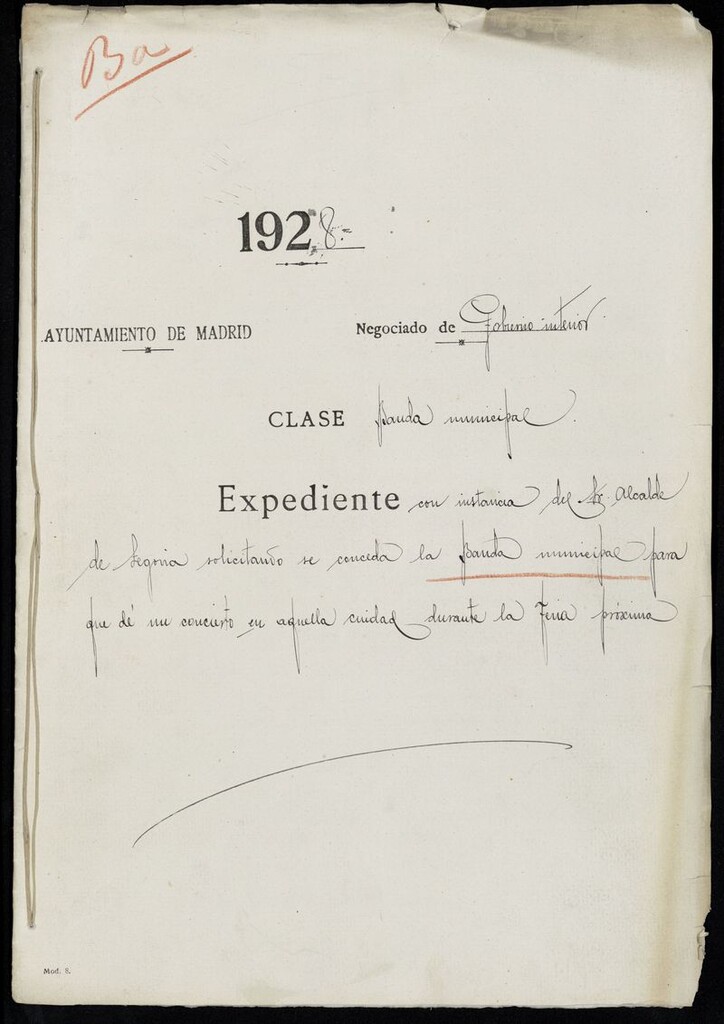 Ba
1928.=
AYUNTAMIENTO DE MADRID
Negociado de Gobierno interior
CLASE Banda municipal.
Expediente con instancia del Sr. Alcalde
de Segovia solicitando se conceda la Banda municipal para
que dé un concierto en aquella ciudad durante la Feria próxima
Mod. 8.